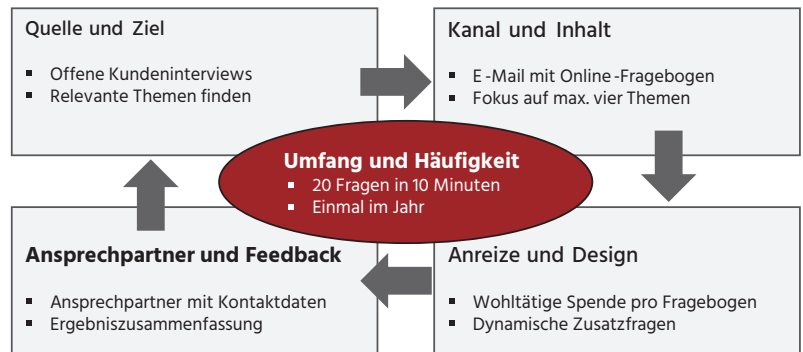 Quelle und Ziel
▪ Offene Kundeninterviews
▪ Relevante Themen finden
Kanal und Inhalt
▪ E-Mail mit Online-Fragebogen
▪ Fokus auf max. vier Themen
Umfang und Häufigkeit
▪ 20 Fragen in 10 Minuten
▪ Einmal im Jahr
Ansprechpartner und Feedback
▪ Ansprechpartner mit Kontaktdaten
▪ Ergebniszusammenfassung
Anreize und Design
▪ Wohltätige Spende pro Fragebogen
▪ Dynamische Zusatzfragen